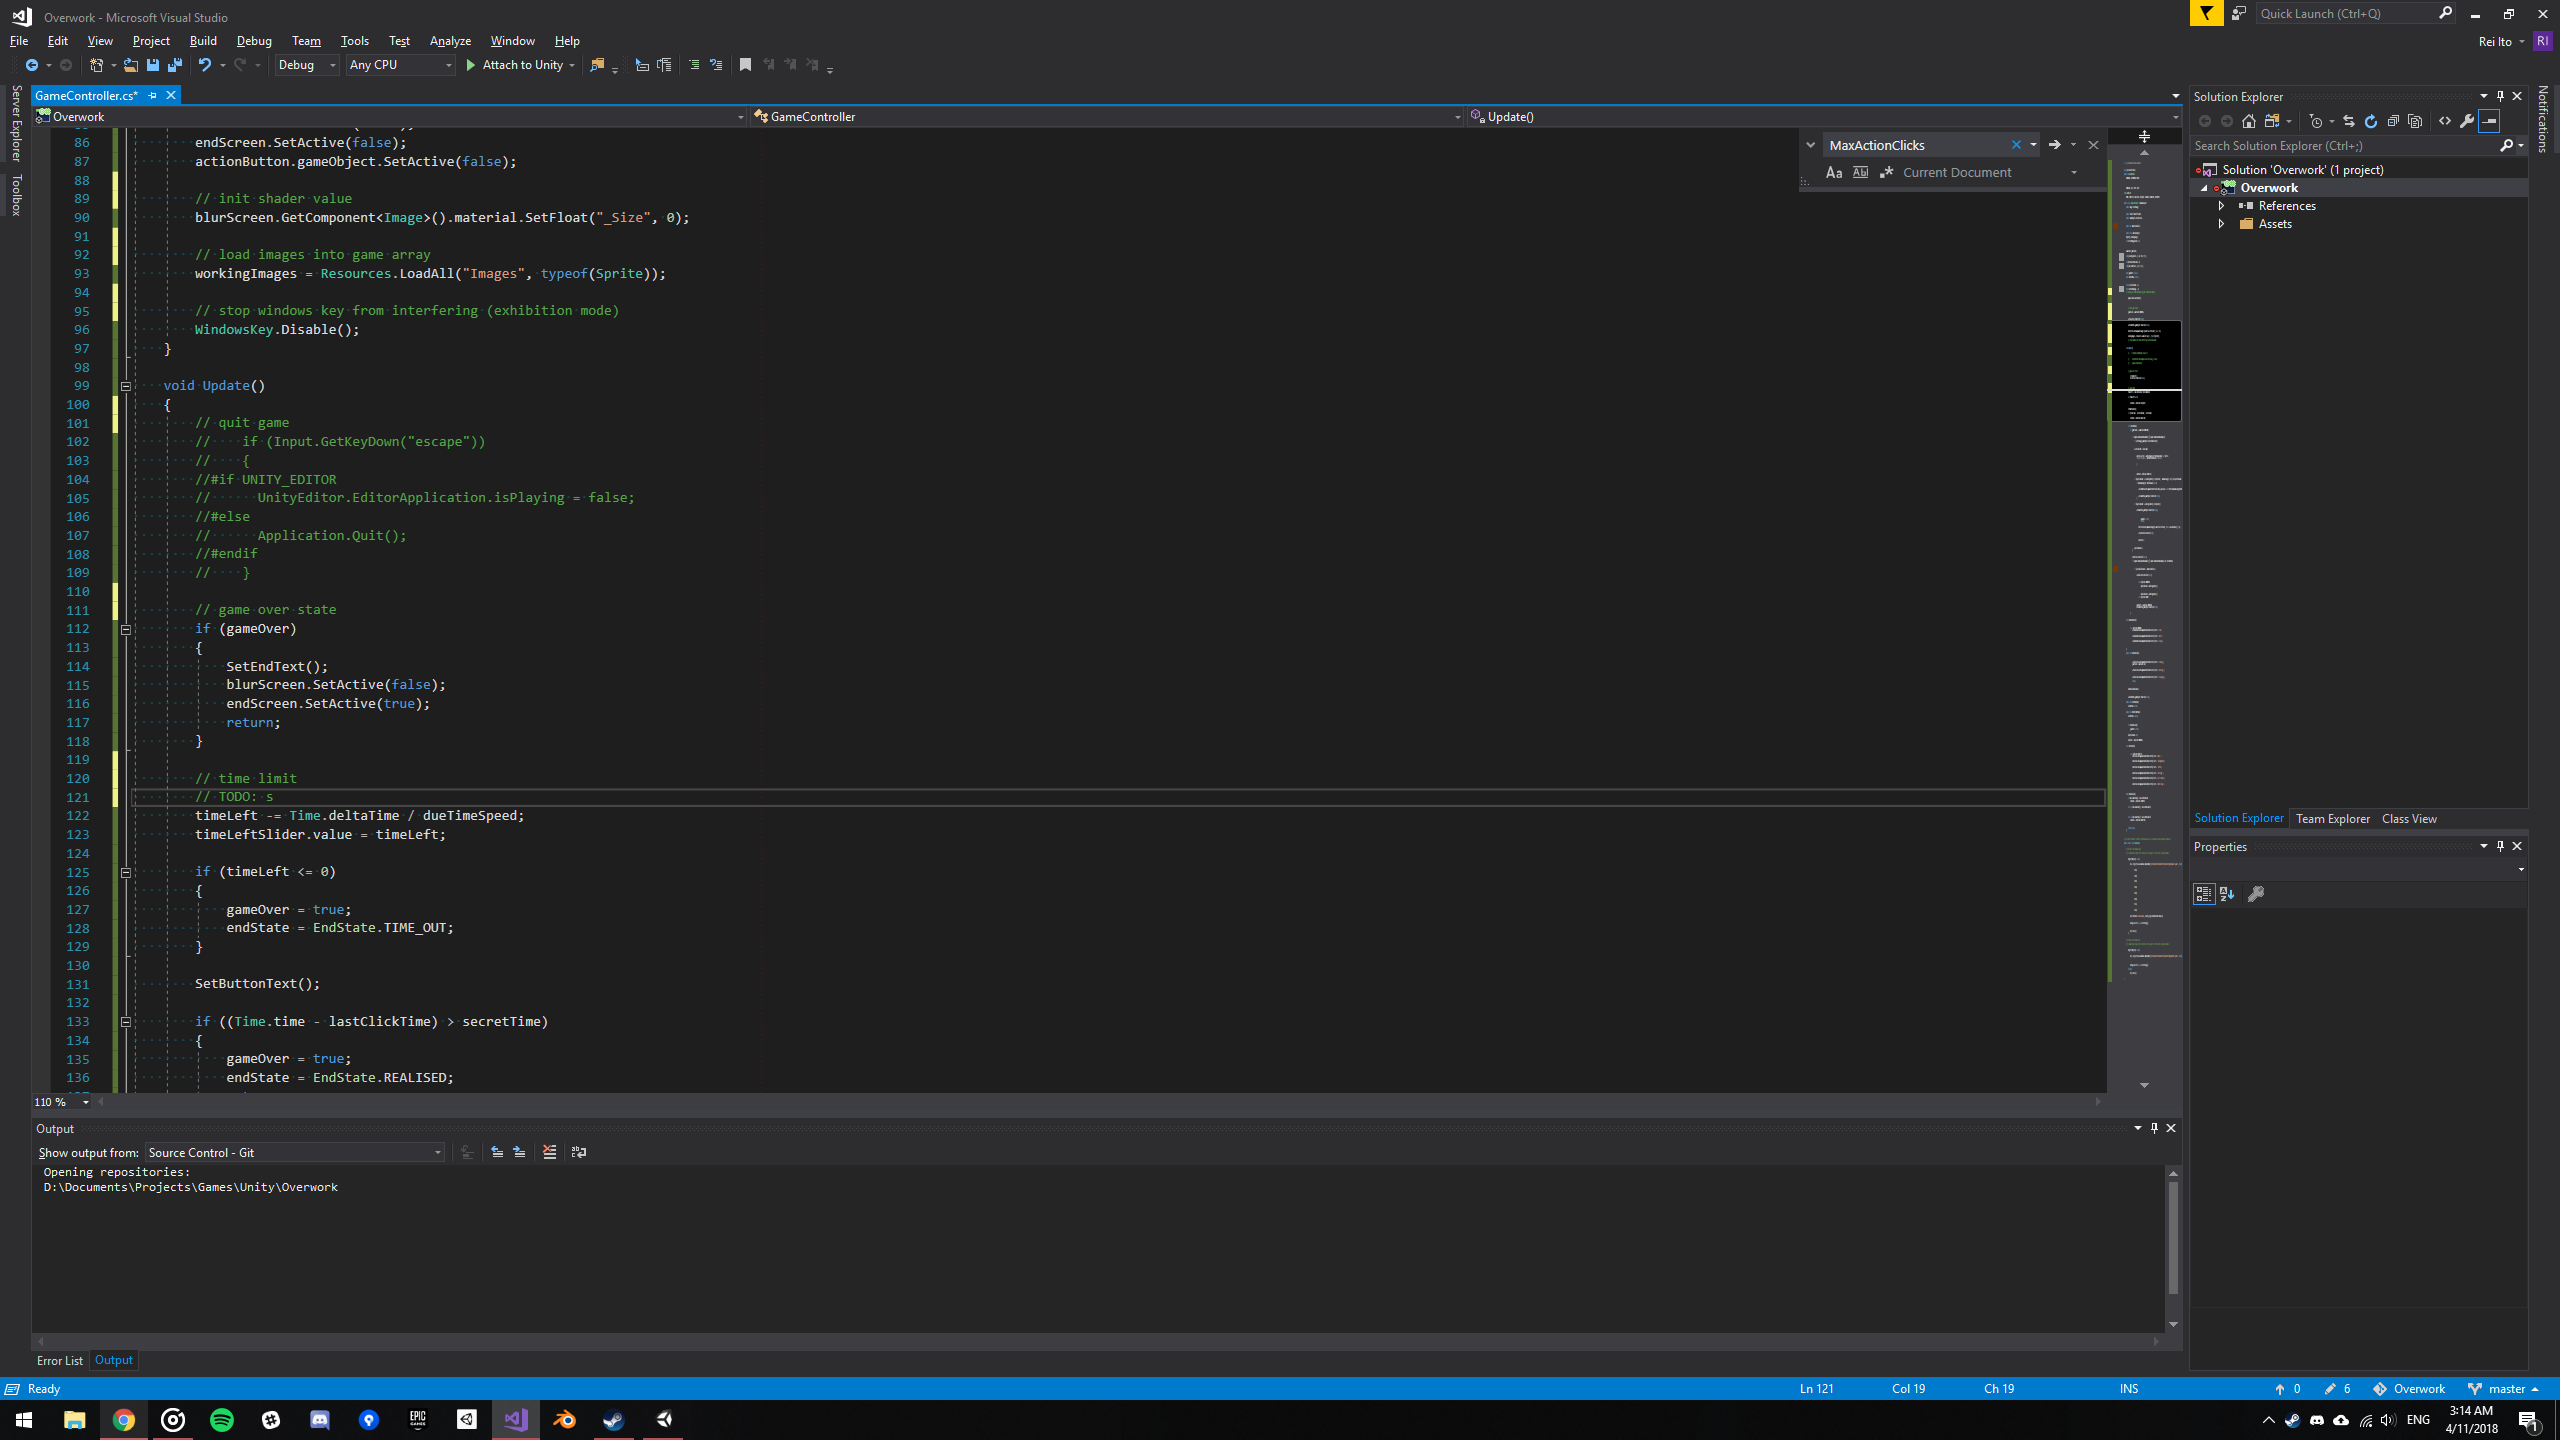 Overwork - Microsoft Visual Studio
Quick Launch (Ctrl+Q)
File Edit View Project Build Debug Team Tools Test Analyze Window Help
Rei Ito RI
Debug Any CPU Attach to Unity
Server Explorer
Toolbox
GameController.cs*
Overwork GameController Update()
MaxActionClicks
Aa Current Document
86 endScreen.SetActive(false);
87 actionButton.gameObject.SetActive(false);
88
89 // init shader value
90 blurScreen.GetComponent<Image>().material.SetFloat("_Size", 0);
91
92 // load images into game array
93 workingImages = Resources.LoadAll("Images", typeof(Sprite));
94
95 // stop windows key from interfering (exhibition mode)
96 WindowsKey.Disable();
97 }
98
99 void Update()
100 {
101 // quit game
102 // if (Input.GetKeyDown("escape"))
103 // {
104 //#if UNITY_EDITOR
105 // UnityEditor.EditorApplication.isPlaying = false;
106 //#else
107 // Application.Quit();
108 //#endif
109 // }
110
111 // game over state
112 if (gameOver)
113 {
114 SetEndText();
115 blurScreen.SetActive(false);
116 endScreen.SetActive(true);
117 return;
118 }
119
120 // time limit
121 // TODO: s
122 timeLeft -= Time.deltaTime / dueTimeSpeed;
123 timeLeftSlider.value = timeLeft;
124
125 if (timeLeft <= 0)
126 {
127 gameOver = true;
128 endState = EndState.TIME_OUT;
129 }
130
131 SetButtonText();
132
133 if ((Time.time - lastClickTime) > secretTime)
134 {
135 gameOver = true;
136 endState = EndState.REALISED;
110 %
Output
Show output from: Source Control - Git
Opening repositories:
D:\Documents\Projects\Games\Unity\Overwork
Error List Output
Solution Explorer
Search Solution Explorer (Ctrl+;)
Solution 'Overwork' (1 project)
Overwork
References
Assets
Solution Explorer Team Explorer Class View
Properties
Notifications
Ready Ln 121 Col 19 Ch 19 INS 0 6 Overwork master
EPIC GAMES
ENG
3:14 AM
4/11/2018
1